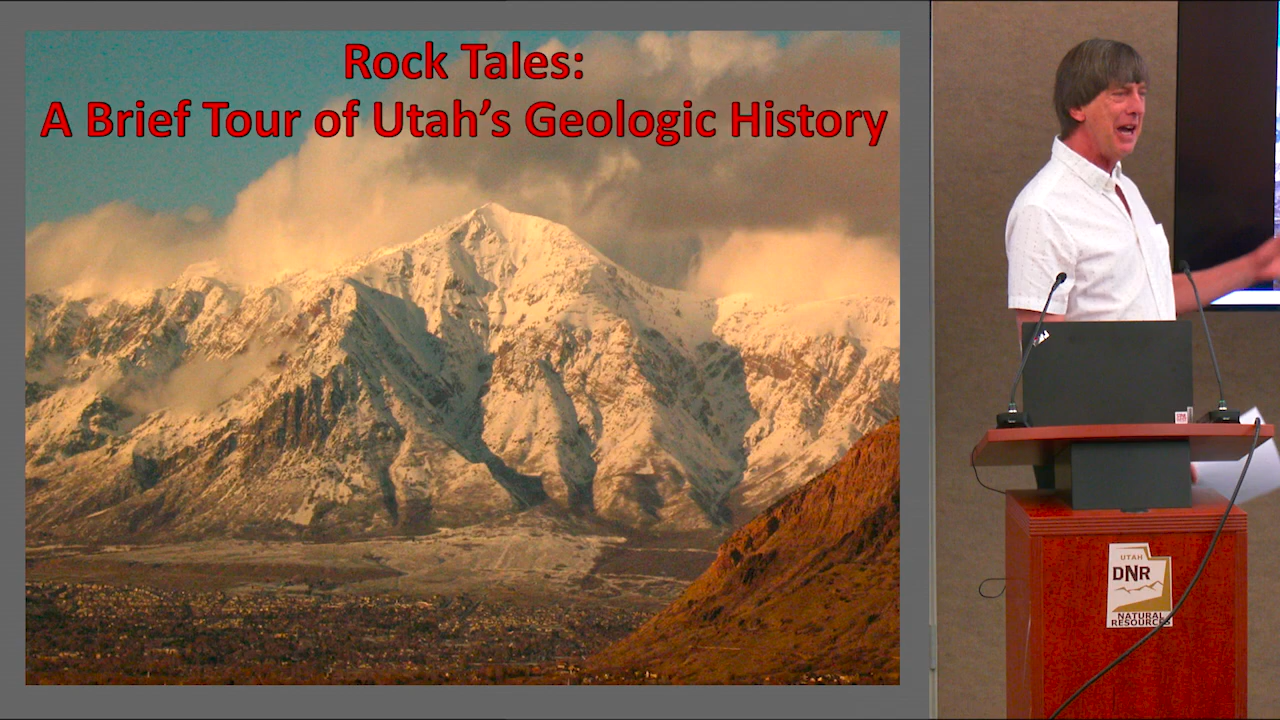 Rock Tales:
A Brief Tour of Utah’s Geologic History
UTAH
DNR
NATURAL
RESOURCES